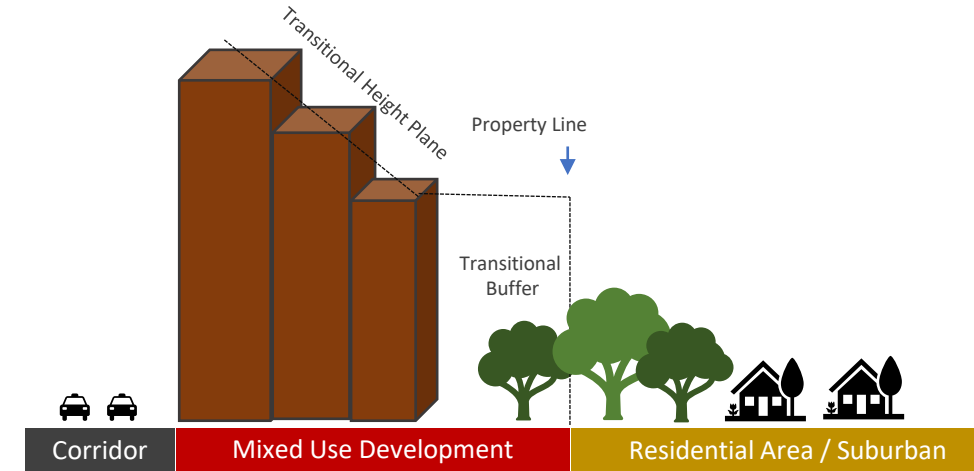 Transitional Height Plane
Property Line
Transitional
Buffer
Corridor
Mixed Use Development
Residential Area / Suburban